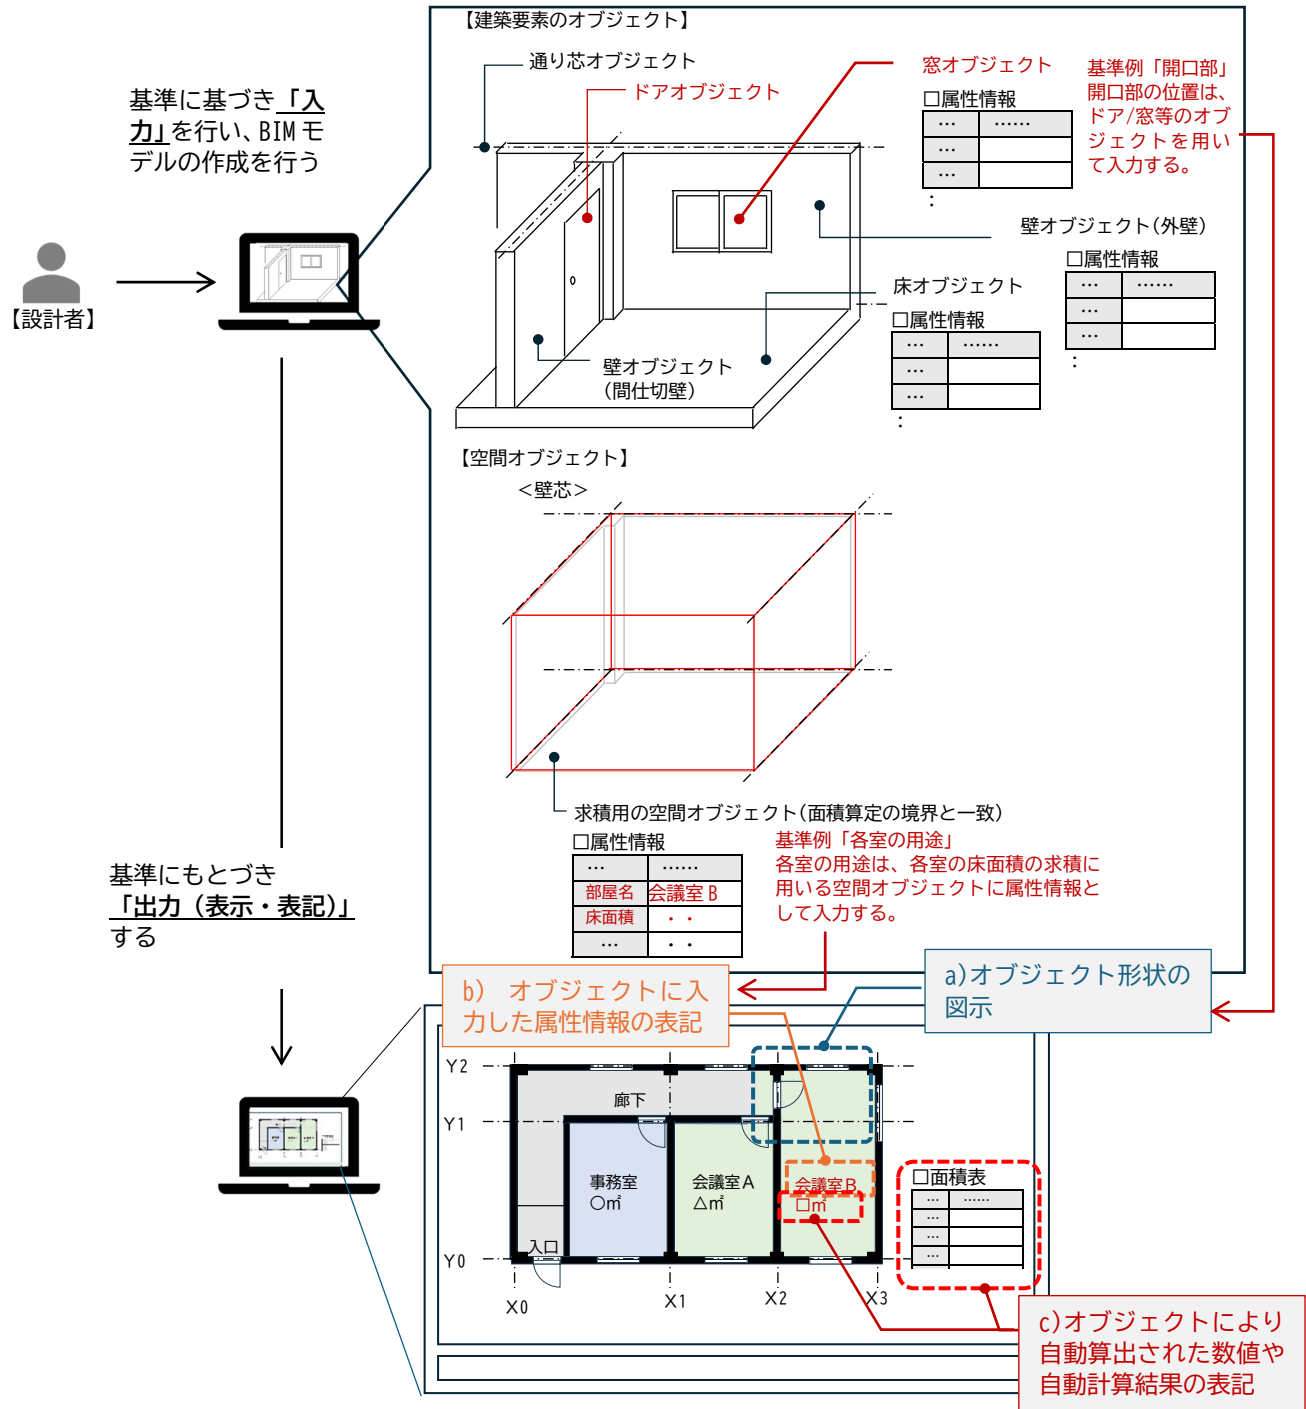 【建築要素のオブジェクト】
通り芯オブジェクト
ドアオブジェクト
窓オブジェクト
□属性情報
… ……
…
…
：
基準例「開口部」
開口部の位置は、
ドア/窓等のオブ
ジェクトを用い
て入力する。
基準に基づき「入
力」を行い、BIMモ
デルの作成を行う
【設計者】
壁オブジェクト(外壁)
□属性情報
… ……
…
…
：
床オブジェクト
□属性情報
… ……
…
…
：
壁オブジェクト
(間仕切壁)
【空間オブジェクト】
＜壁芯＞
求積用の空間オブジェクト(面積算定の境界と一致)
□属性情報
… ……
部屋名 会議室B
床面積 ・・
… ・・
基準例「各室の用途」
各室の用途は、各室の床面積の求積に
用いる空間オブジェクトに属性情報と
して入力する。
基準にもとづき
「出力（表示・表記）」
する
b) オブジェクトに入
力した属性情報の表記
a)オブジェクト形状の
図示
Y2
Y1
Y0
廊下
事務室
○㎡
会議室A
△㎡
会議室B
□㎡
入口
X0
X1
X2
X3
□面積表
… ……
…
…
…
c)オブジェクトにより
自動算出された数値や
自動計算結果の表記